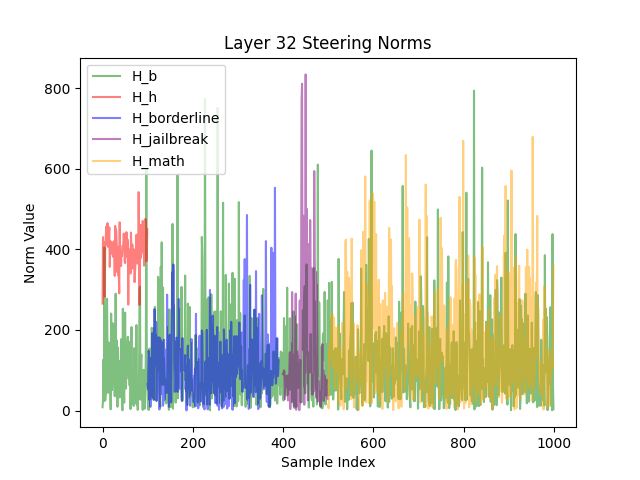 Layer 32 Steering Norms
H_b
H_h
H_borderline
H_jailbreak
H_math
Norm Value
800
600
400
200
0
0
200
400
600
800
1000
Sample Index